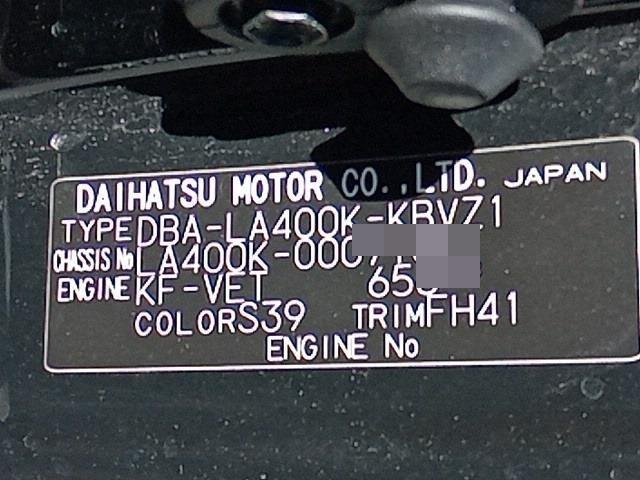 DAIHATSU MOTOR CO.,LTD. JAPAN
TYPE DBA-LA400K-KBVZ1
CHASSIS No LA400K-000
ENGINE KF-VET 65
COLOR S39 TRIM FH41
ENGINE No